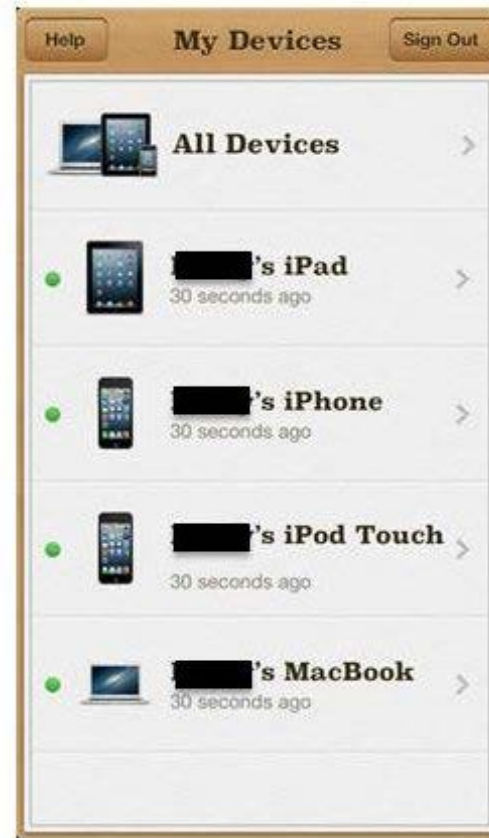 Help
My Devices
Sign Out
All Devices
's iPad
30 seconds ago
's iPhone
30 seconds ago
's iPod Touch
30 seconds ago
's MacBook
30 seconds ago